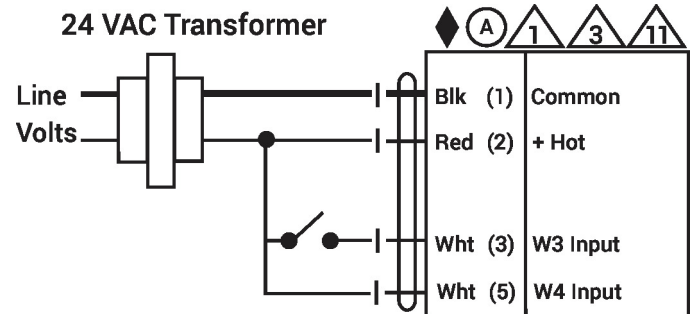 24 VAC Transformer
A 1 3 11
Line
Volts
Blk (1) Common
Red (2) + Hot
Wht (3) W3 Input
Wht (5) W4 Input